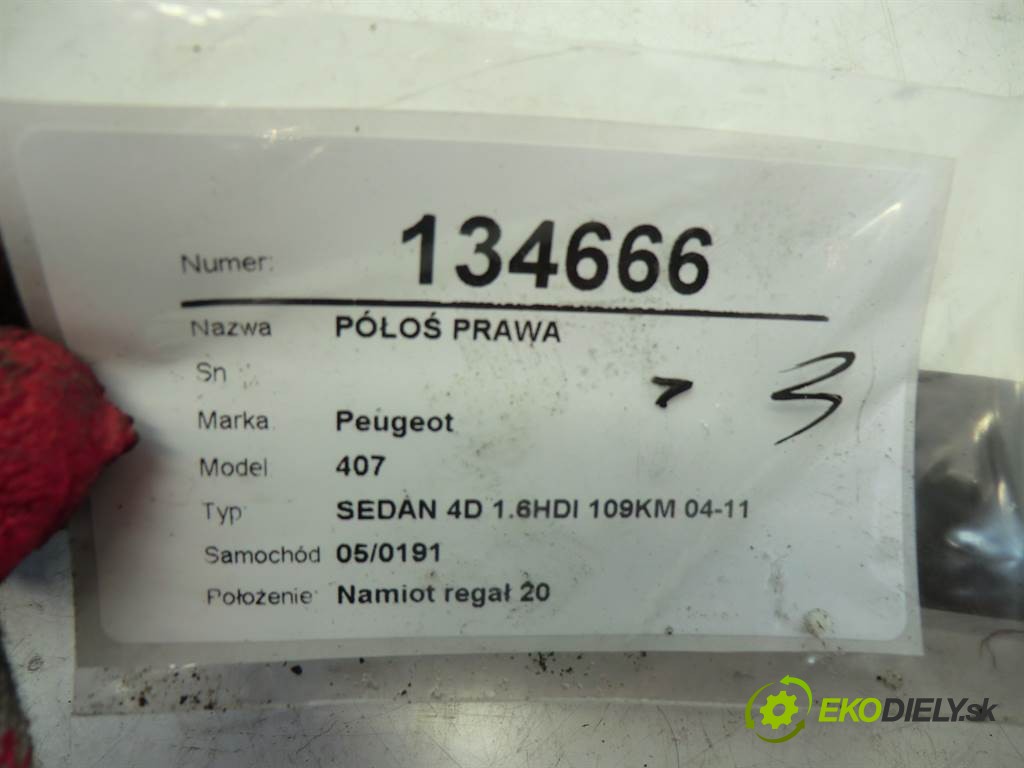 Numer: 134666
Nazwa PÓŁOŚ PRAWA
Sn :
Marka Peugeot
Model 407
Typ: SEDAN 4D 1.6HDI 109KM 04-11
Samochód 05/0191
Położenie: Namiot regał 20
3
EKODIELY.sk